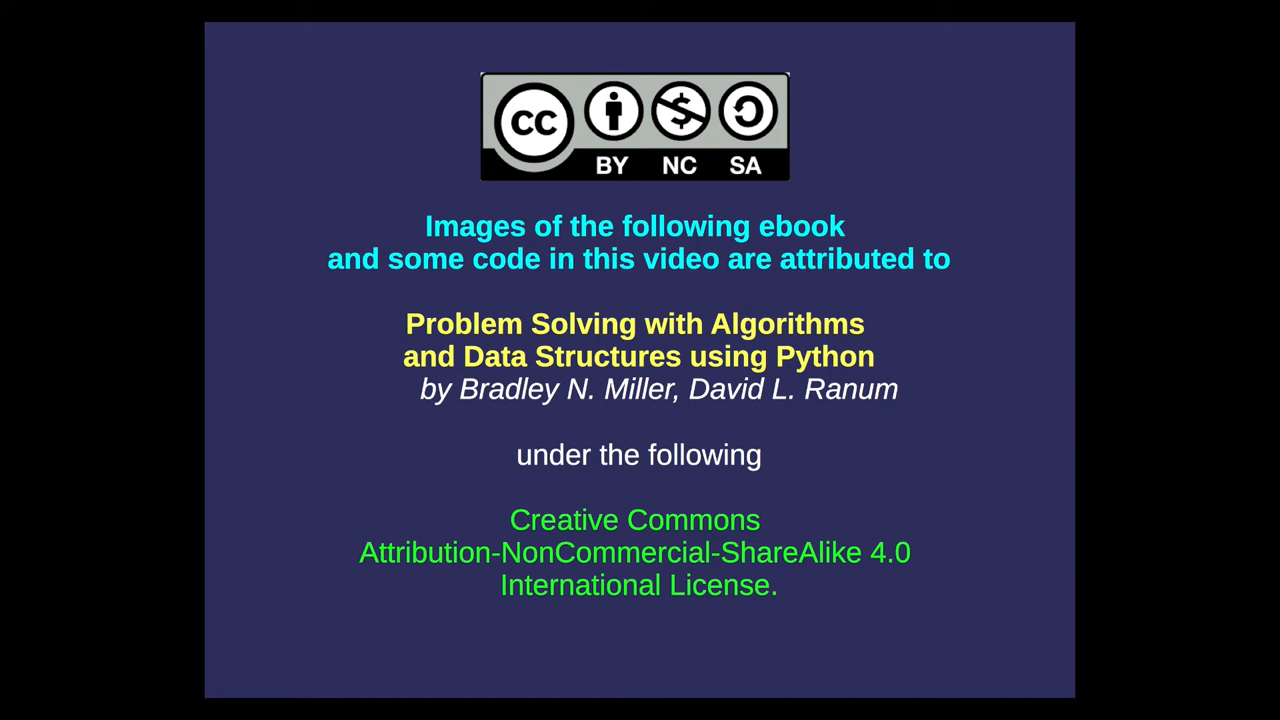 CC
BY NC SA
Images of the following ebook
and some code in this video are attributed to
Problem Solving with Algorithms
and Data Structures using Python
by Bradley N. Miller, David L. Ranum
under the following
Creative Commons
Attribution-NonCommercial-ShareAlike 4.0
International License.